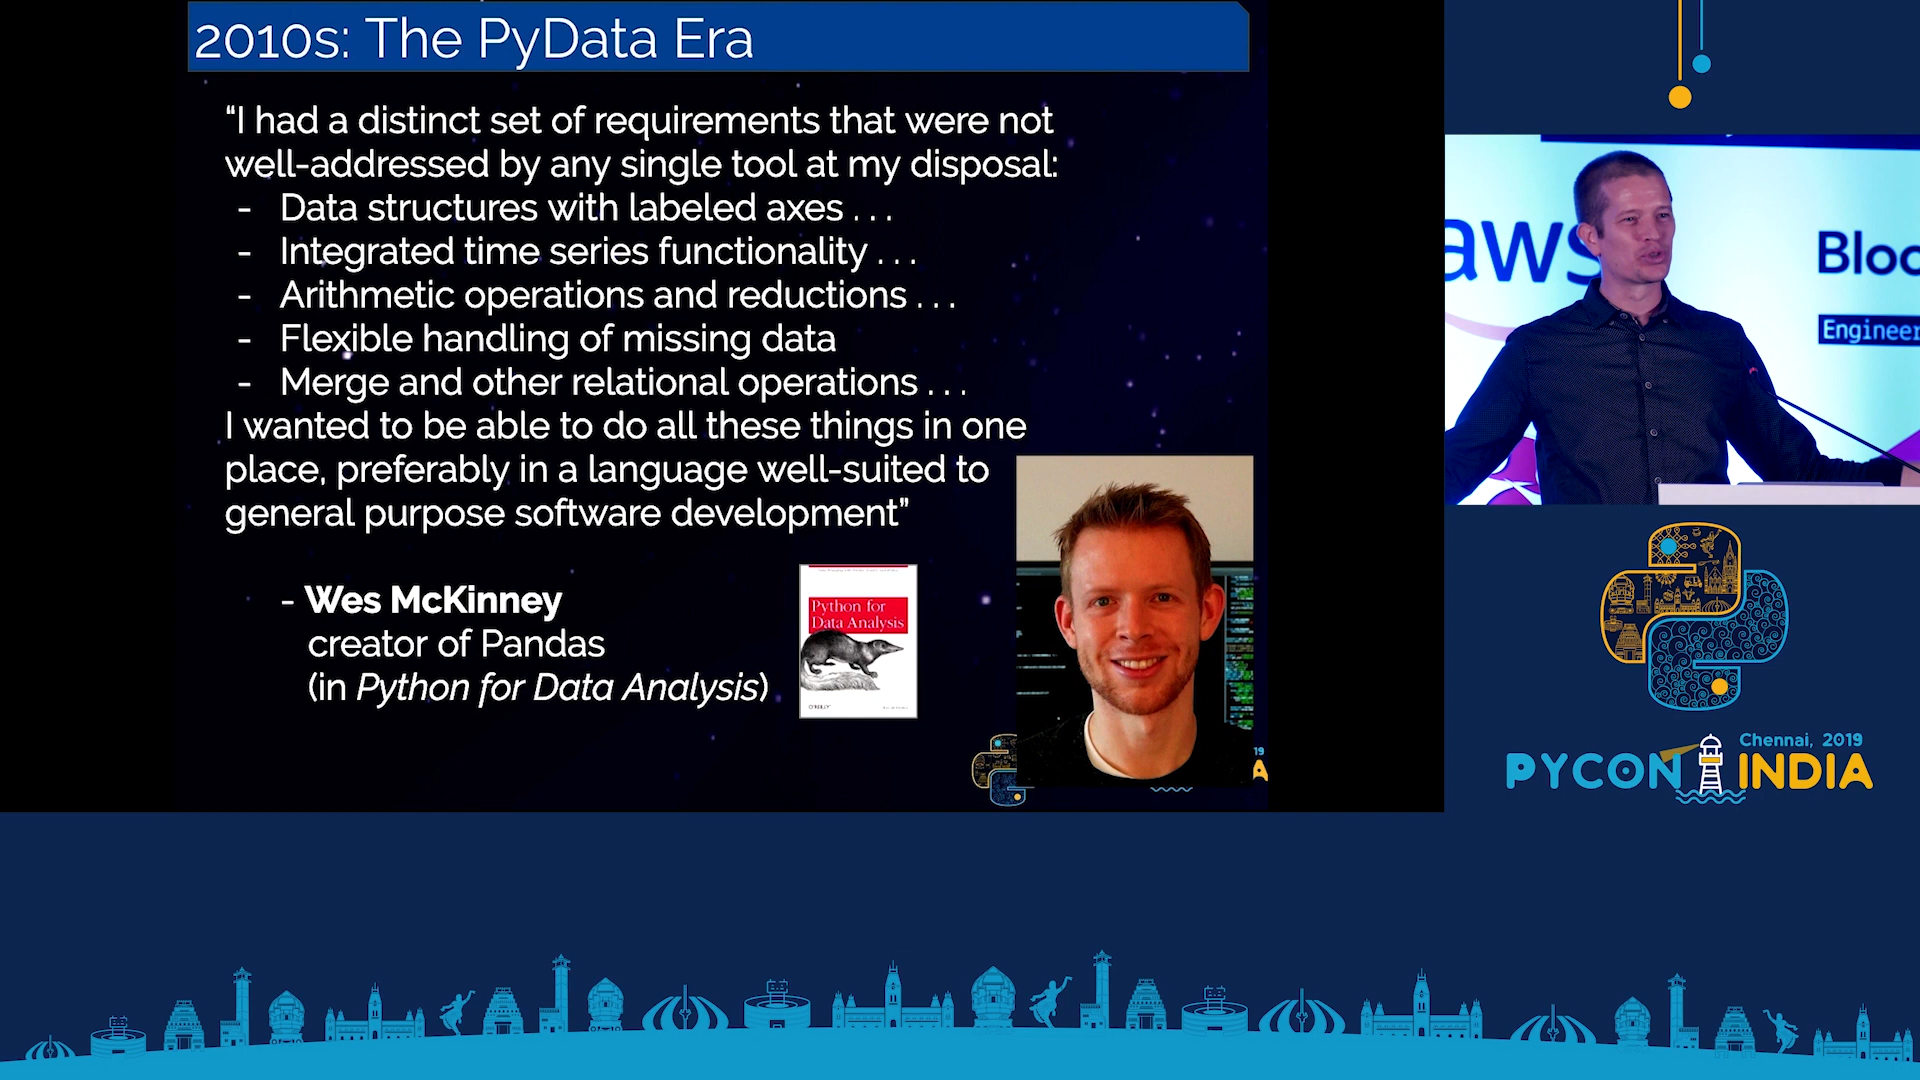 2010s: The PyData Era
“I had a distinct set of requirements that were not
well-addressed by any single tool at my disposal:
- Data structures with labeled axes . . .
- Integrated time series functionality . . .
- Arithmetic operations and reductions . . .
- Flexible handling of missing data
- Merge and other relational operations . . .
I wanted to be able to do all these things in one
place, preferably in a language well-suited to
general purpose software development”
- Wes McKinney
creator of Pandas
(in Python for Data Analysis)
Python for
Data Analysis
O'REILLY
19
A
aws
Bloo
Engineer
Chennai, 2019
PYCON INDIA